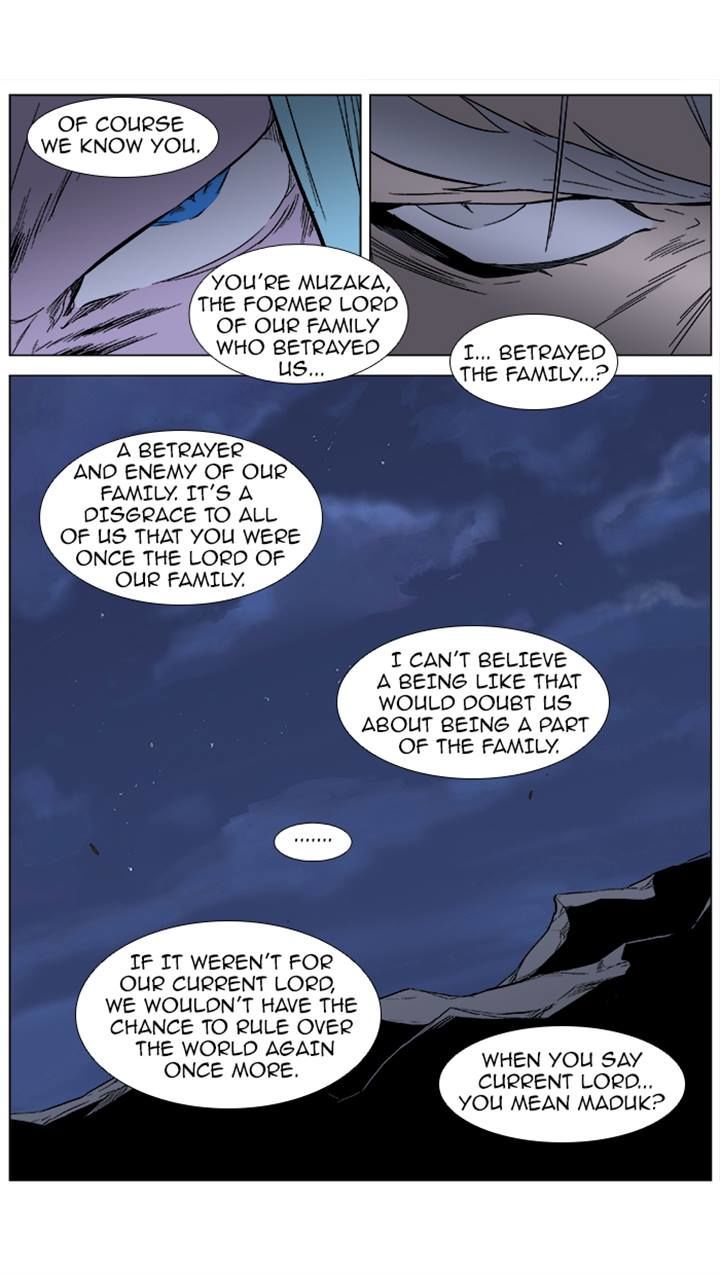 OF COURSE
WE KNOW YOU.
YOU'RE MUZAKA,
THE FORMER LORD
OF OUR FAMILY
WHO BETRAYED
US...
I... BETRAYED
THE FAMILY...?
A BETRAYER
AND ENEMY OF OUR
FAMILY. IT'S A
DISGRACE TO ALL
OF US THAT YOU WERE
ONCE THE LORD OF
OUR FAMILY.
I CAN'T BELIEVE
A BEING LIKE THAT
WOULD DOUBT US
ABOUT BEING A PART
OF THE FAMILY.
.......
IF IT WEREN'T FOR
OUR CURRENT LORD,
WE WOULDN'T HAVE THE
CHANCE TO RULE OVER
THE WORLD AGAIN
ONCE MORE.
WHEN YOU SAY
CURRENT LORD...
YOU MEAN MADUK?